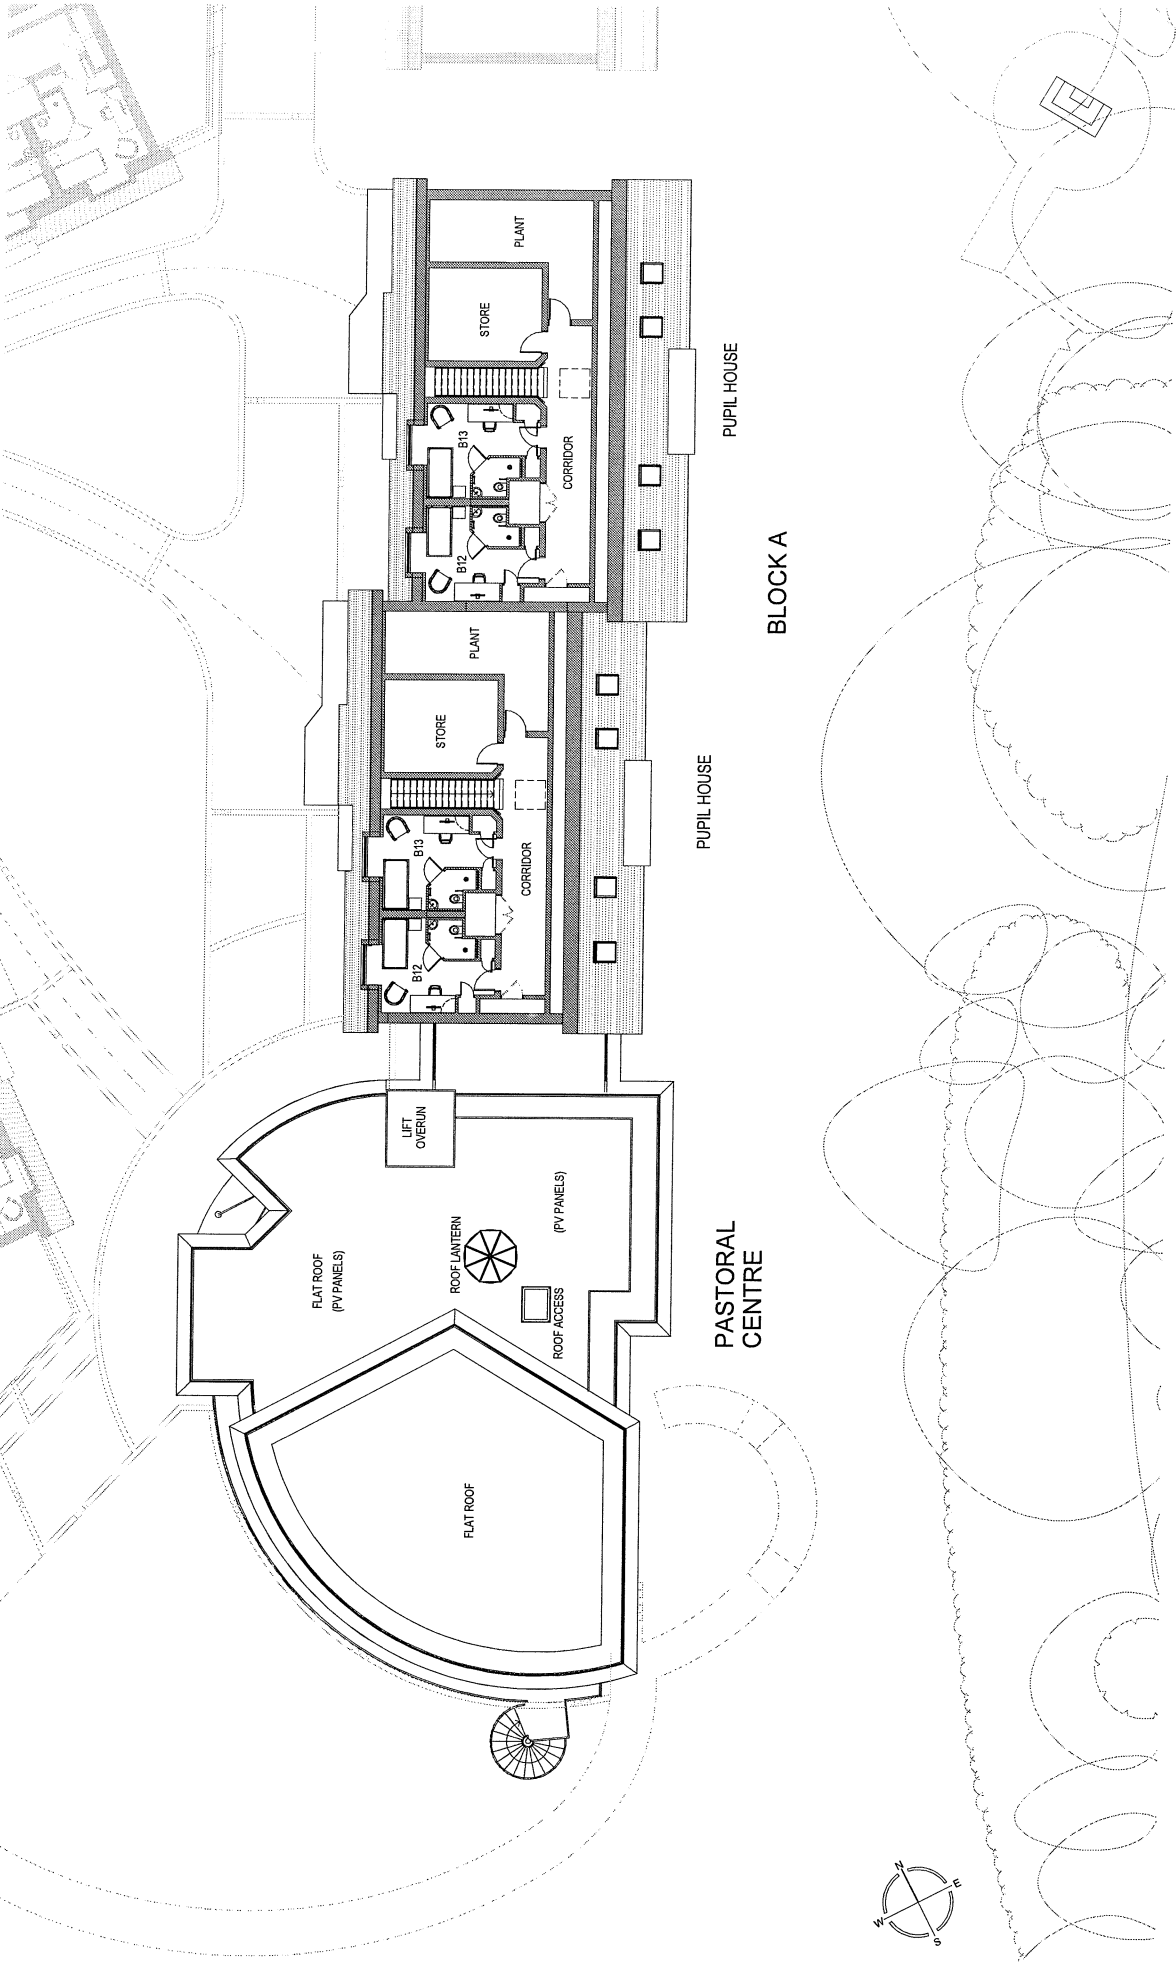 PLANT
STORE
B13
B12
CORRIDOR
PUPIL HOUSE
BLOCK A
PLANT
STORE
B13
B12
CORRIDOR
PUPIL HOUSE
LIFT
OVERUN
FLAT ROOF
(PV PANELS)
ROOF LANTERN
(PV PANELS)
ROOF ACCESS
PASTORAL
CENTRE
FLAT ROOF
N
E
S
W